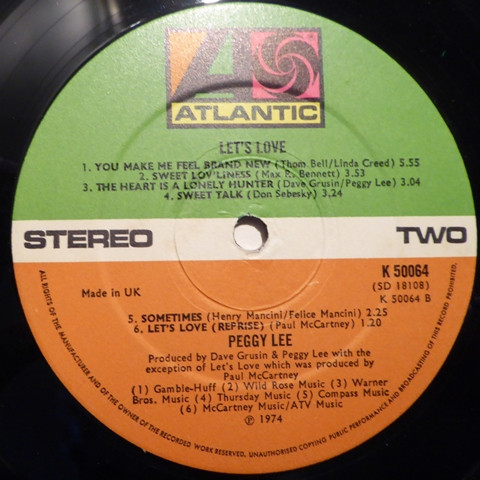 ATLANTIC
LET'S LOVE
1. YOU MAKE ME FEEL BRAND NEW (Thom Bell/Linda Creed) 5.55
2. SWEET LOV'LINESS (Max R. Bennett) 3.53
3. THE HEART IS A LONELY HUNTER (Dave Grusin/Peggy Lee) 3.04
4. SWEET TALK (Don Sebesky) 3.24
STEREO TWO
Made in UK
K 50064
(SD 18108)
K 50064 B
5. SOMETIMES (Henry Mancini/Felice Mancini) 2.25
6. LET'S LOVE (REPRISE) (Paul McCartney) 1.20
PEGGY LEE
Produced by Dave Grusin & Peggy Lee with the
exception of Let's Love which was produced by
Paul McCartney
(1) Gamble-Huff (2) Wild Rose Music (3) Warner
Bros. Music (4) Thursday Music (5) Compass Music
(6) McCartney Music/ATV Music
℗ 1974
ALL RIGHTS OF THE MANUFACTURER AND OF THE OWNER OF THE RECORDED WORK RESERVED. UNAUTHORISED COPYING PUBLIC PERFORMANCE AND BROADCASTING OF THIS RECORD PROHIBITED.